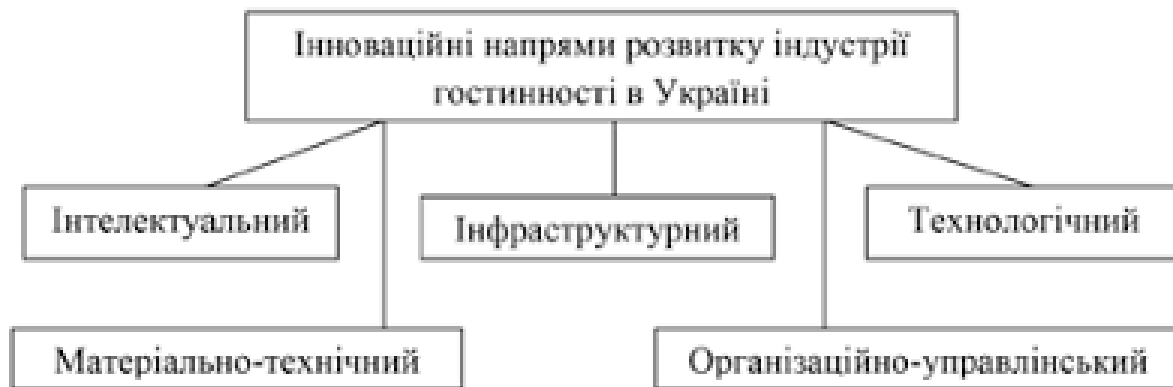 Інноваційні напрями розвитку індустрії
гостинності в Україні
Інтелектуальний
Інфраструктурний
Технологічний
Матеріально-технічний
Організаційно-управлінський